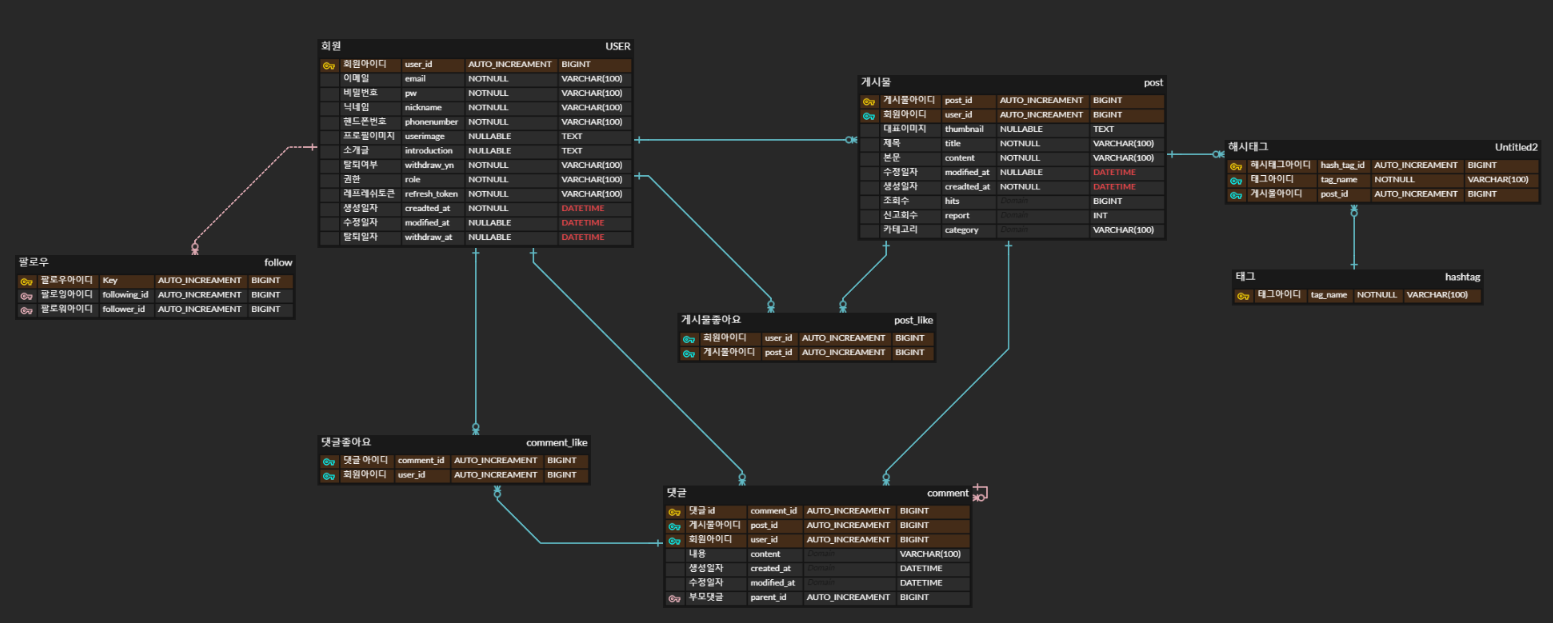 회원 USER
회원아이디 user_id AUTO_INCREAMENT BIGINT
이메일 email NOTNULL VARCHAR(100)
비밀번호 pw NOTNULL VARCHAR(100)
닉네임 nickname NOTNULL VARCHAR(100)
핸드폰번호 phonenumber NOTNULL VARCHAR(100)
프로필이미지 userimage NULLABLE TEXT
소개글 introduction NULLABLE TEXT
탈퇴여부 withdraw_yn NOTNULL VARCHAR(100)
권한 role NOTNULL VARCHAR(100)
레프레쉬토큰 refresh_token NOTNULL VARCHAR(100)
생성일자 creadted_at NOTNULL DATETIME
수정일자 modified_at NULLABLE DATETIME
탈퇴일자 withdraw_at NULLABLE DATETIME
게시물 post
게시물아이디 post_id AUTO_INCREAMENT BIGINT
회원아이디 user_id AUTO_INCREAMENT BIGINT
대표이미지 thumbnail NULLABLE TEXT
제목 title NOTNULL VARCHAR(100)
본문 content NOTNULL VARCHAR(100)
수정일자 modified_at NULLABLE DATETIME
생성일자 creadted_at NOTNULL DATETIME
조회수 hits Domain BIGINT
신고회수 report Domain INT
카테고리 category Domain VARCHAR(100)
해시태그 Untitled2
해시태그아이디 hash_tag_id AUTO_INCREAMENT BIGINT
태그아이디 tag_name NOTNULL VARCHAR(100)
게시물아이디 post_id AUTO_INCREAMENT BIGINT
팔로우 follow
팔로우아이디 Key AUTO_INCREAMENT BIGINT
팔로잉아이디 following_id AUTO_INCREAMENT BIGINT
팔로워아이디 follower_id AUTO_INCREAMENT BIGINT
태그 hashtag
태그아이디 tag_name NOTNULL VARCHAR(100)
게시물좋아요 post_like
회원아이디 user_id AUTO_INCREAMENT BIGINT
게시물아이디 post_id AUTO_INCREAMENT BIGINT
댓글좋아요 comment_like
댓글 아이디 comment_id AUTO_INCREAMENT BIGINT
회원아이디 user_id AUTO_INCREAMENT BIGINT
댓글 comment
댓글 id comment_id AUTO_INCREAMENT BIGINT
게시물아이디 post_id AUTO_INCREAMENT BIGINT
회원아이디 user_id AUTO_INCREAMENT BIGINT
내용 content Domain VARCHAR(100)
생성일자 created_at Domain DATETIME
수정일자 modified_at Domain DATETIME
부모댓글 parent_id AUTO_INCREAMENT BIGINT